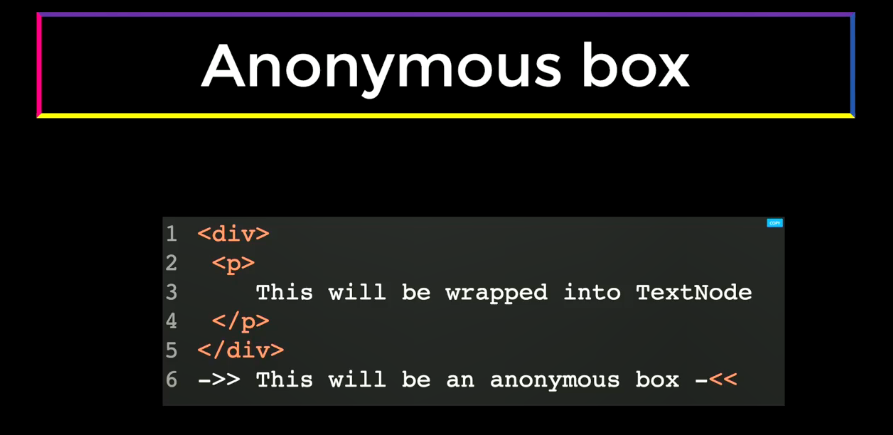 Anonymous box
com
1 <div>
2 <p>
3 This will be wrapped into TextNode
4 </p>
5 </div>
6 ->> This will be an anonymous box -<<